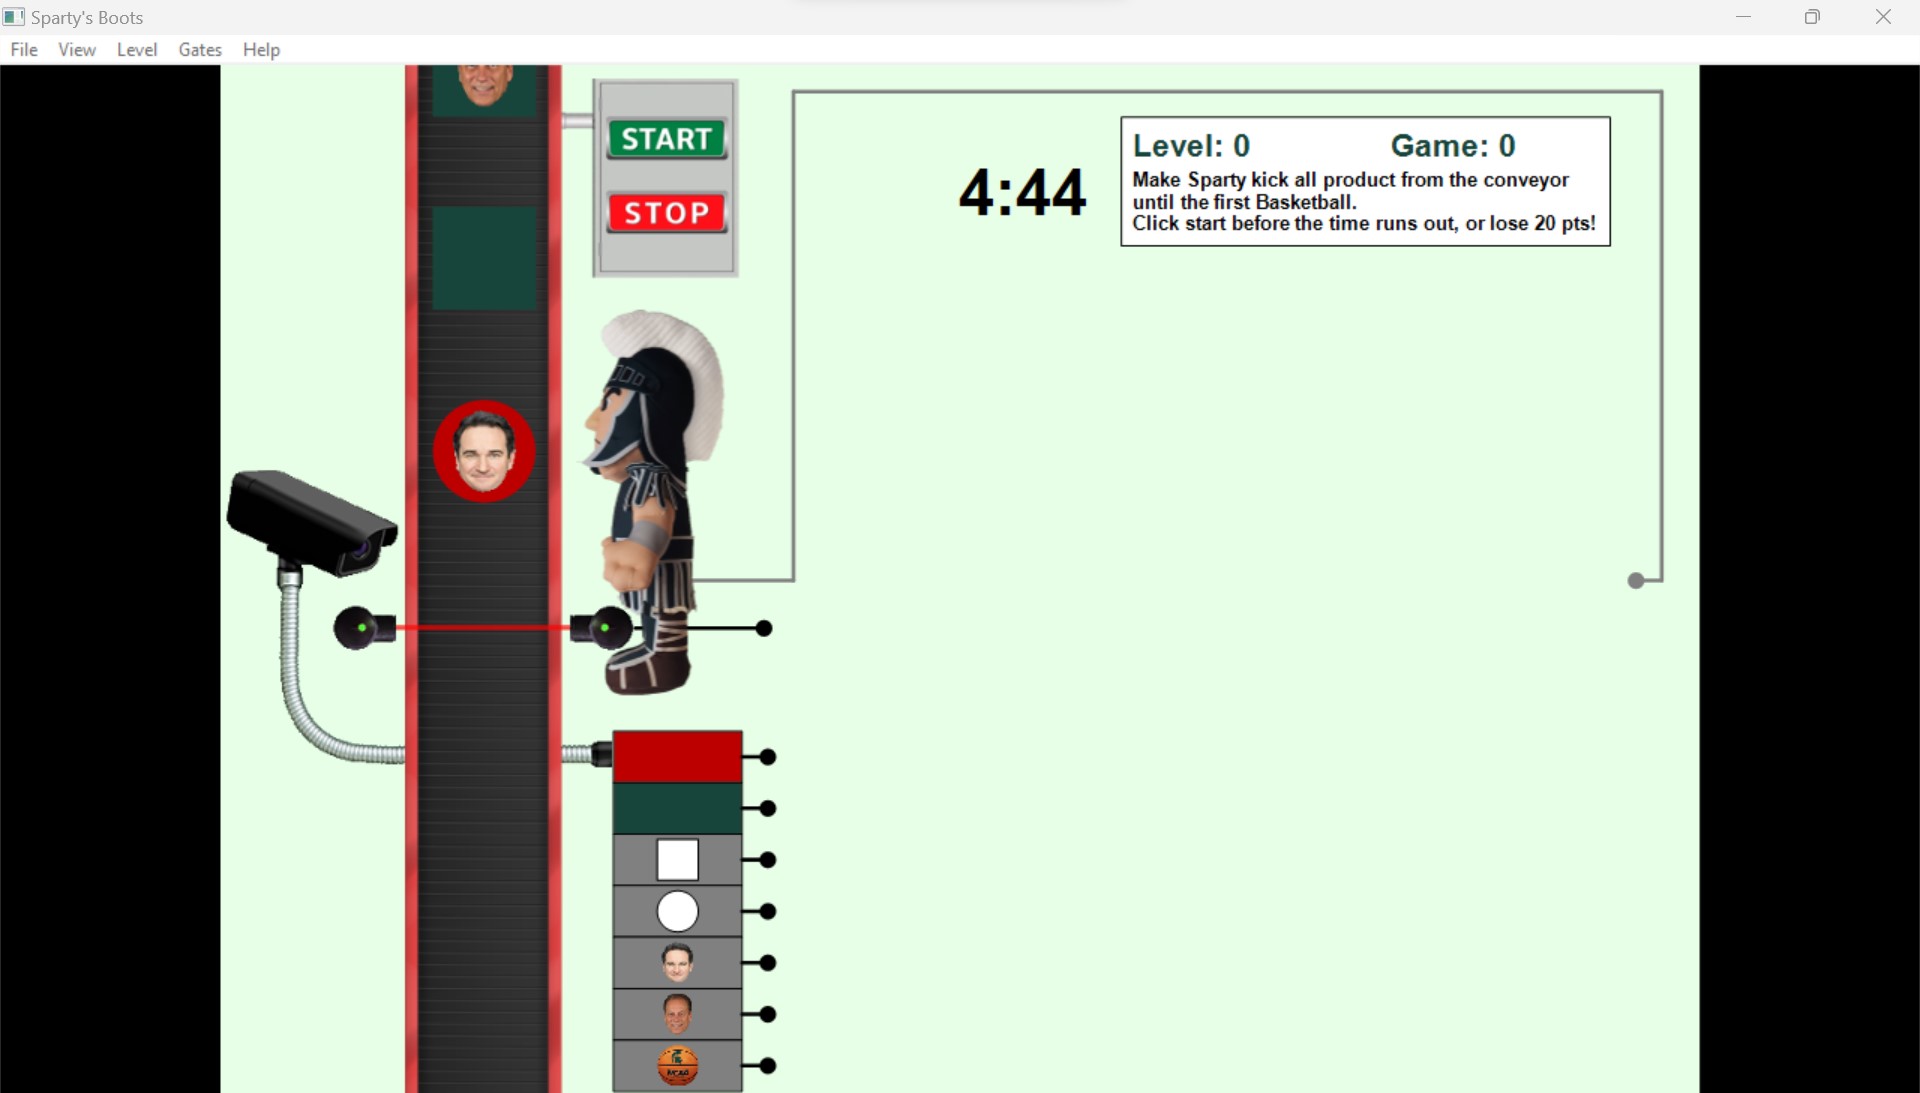 Sparty's Boots
File View Level Gates Help
START
STOP
4:44
Level: 0 Game: 0
Make Sparty kick all product from the conveyor
until the first Basketball.
Click start before the time runs out, or lose 20 pts!
NCAA